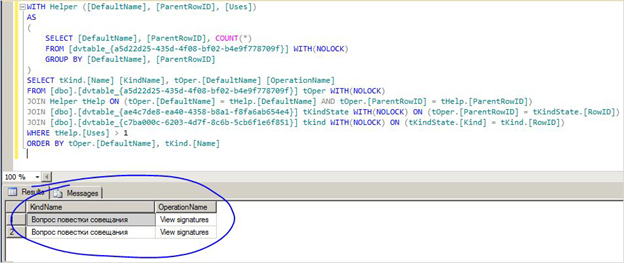 WITH Helper ([DefaultName], [ParentRowID], [Uses])
AS
(
SELECT [DefaultName], [ParentRowID], COUNT(*)
FROM [dvtable_{a5d22d25-435d-4f08-bf02-b4e9f778709f}] WITH(NOLOCK)
GROUP BY [DefaultName], [ParentRowID]
)
SELECT tKind.[Name] [KindName], tOper.[DefaultName] [OperationName]
FROM [dbo].[dvtable_{a5d22d25-435d-4f08-bf02-b4e9f778709f}] tOper WITH(NOLOCK)
JOIN Helper tHelp ON (tOper.[DefaultName] = tHelp.[DefaultName] AND tOper.[ParentRowID] = tHelp.[ParentRowID])
JOIN [dbo].[dvtable_{ae4c7de8-ea40-4358-b8a1-f8fa6ab654e4}] tKindState WITH(NOLOCK) ON (tOper.[ParentRowID] = tKindState.[RowID])
JOIN [dbo].[dvtable_{c7ba000c-6203-4d7f-8c6b-5cb6f1e6f851}] tkind WITH(NOLOCK) ON (tKindState.[Kind] = tKind.[RowID])
WHERE tHelp.[Uses] > 1
ORDER BY tOper.[DefaultName], tKind.[Name]
100 %
Results Messages
KindName OperationName
1 Вопрос повестки совещания View signatures
2 Вопрос повестки совещания View signatures